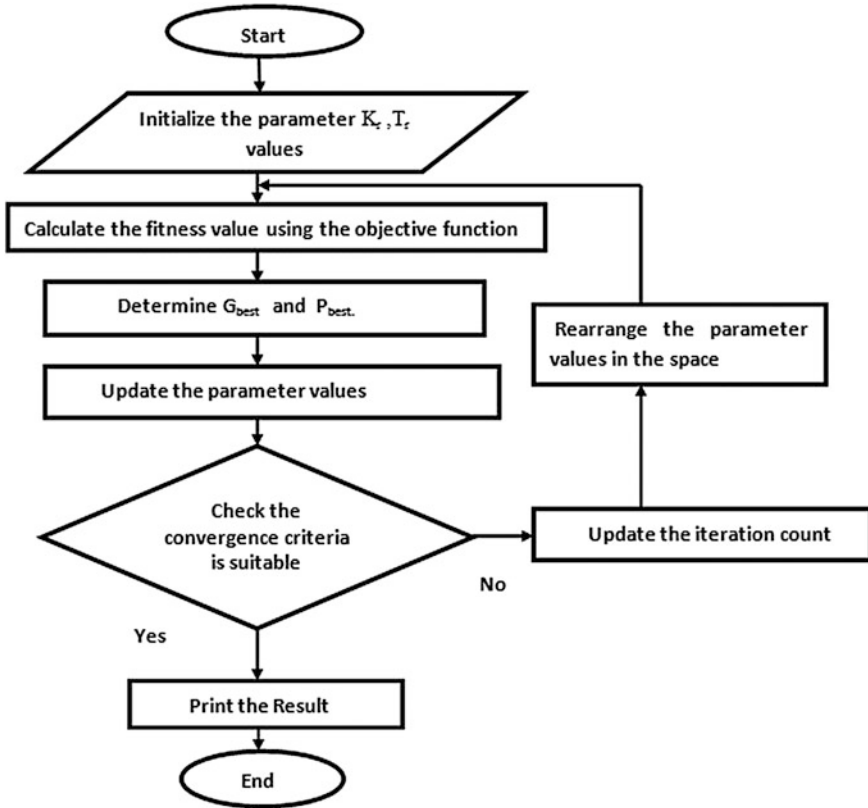 Start
Initialize the parameter Kᵣ ,Tᵣ
values
Calculate the fitness value using the objective function
Determine G_best and P_best.
Update the parameter values
Check the
convergence criteria
is suitable
No
Update the iteration count
Rearrange the parameter
values in the space
Yes
Print the Result
End